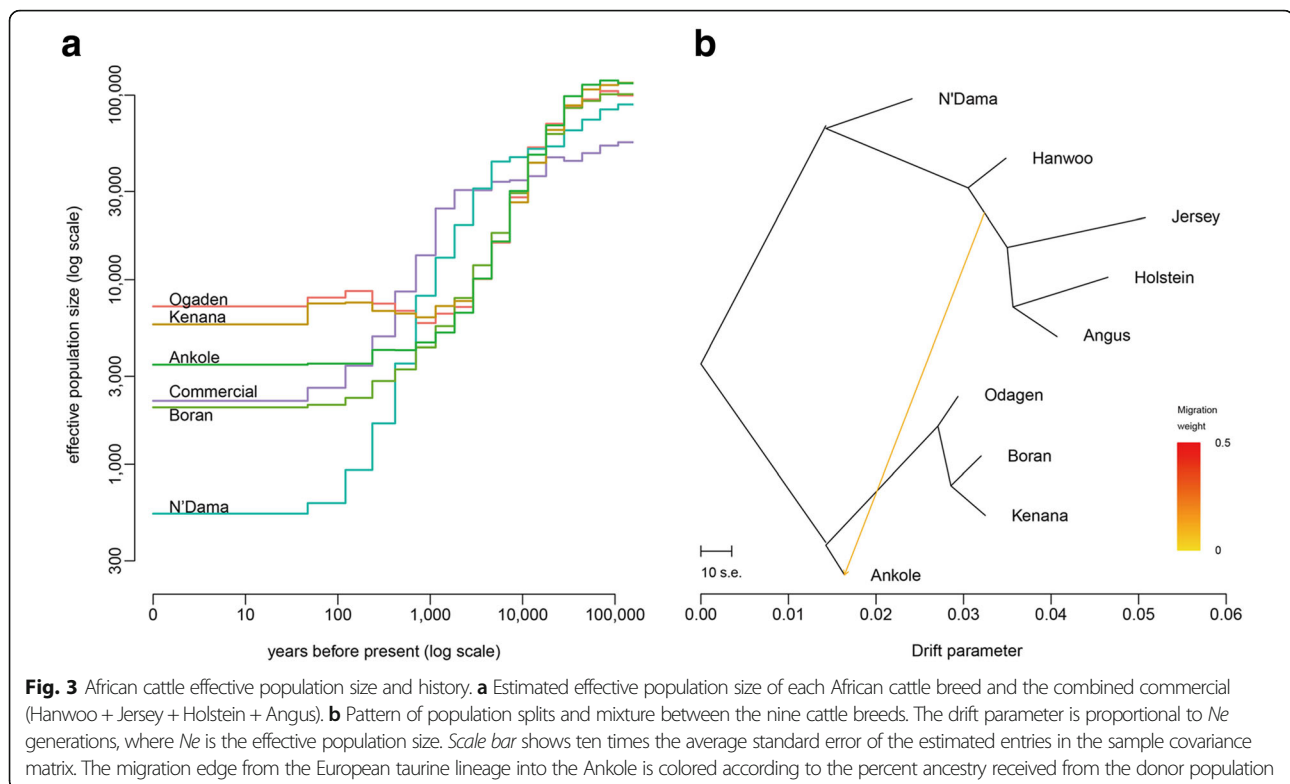 a
effective population size (log scale)
100,000
30,000
10,000
3,000
1,000
300
Ogaden
Kenana
Ankole
Commercial
Boran
N'Dama
0
10
100
1,000
10,000
100,000
years before present (log scale)
b
N'Dama
Hanwoo
Jersey
Holstein
Angus
Odagen
Boran
Kenana
Ankole
10 s.e.
Migration
weight
0.5
0
0.00
0.01
0.02
0.03
0.04
0.05
0.06
Drift parameter
Fig. 3 African cattle effective population size and history. a Estimated effective population size of each African cattle breed and the combined commercial
(Hanwoo + Jersey + Holstein + Angus). b Pattern of population splits and mixture between the nine cattle breeds. The drift parameter is proportional to Ne
generations, where Ne is the effective population size. Scale bar shows ten times the average standard error of the estimated entries in the sample covariance
matrix. The migration edge from the European taurine lineage into the Ankole is colored according to the percent ancestry received from the donor population